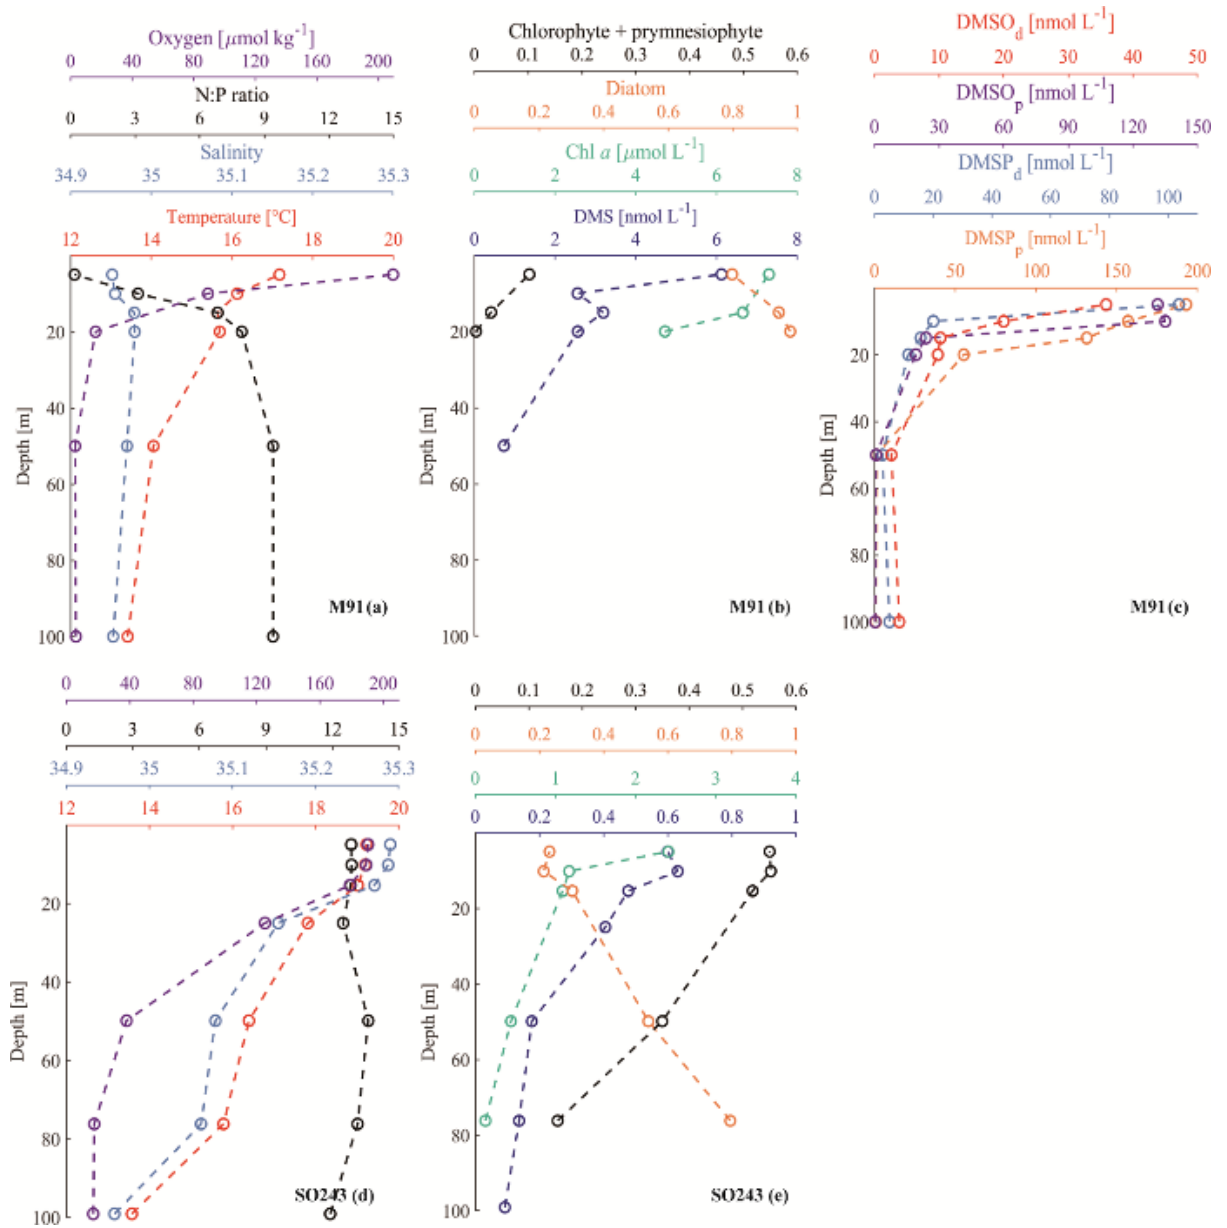 Oxygen [μmol kg⁻¹]
0 40 80 120 160 200
N:P ratio
0 3 6 9 12 15
Salinity
34.9 35 35.1 35.2 35.3
Temperature [°C]
12 14 16 18 20
20
40
60
80
100
Depth [m]
M91 (a)
Chlorophyte + prymnesiophyte
0 0.1 0.2 0.3 0.4 0.5 0.6
Diatom
0 0.2 0.4 0.6 0.8 1
Chl a [μmol L⁻¹]
0 2 4 6 8
DMS [nmol L⁻¹]
0 2 4 6 8
20
40
60
80
100
Depth [m]
M91 (b)
DMSO_d [nmol L⁻¹]
0 10 20 30 40 50
DMSO_p [nmol L⁻¹]
0 30 60 90 120 150
DMSP_d [nmol L⁻¹]
0 20 40 60 80 100
DMSP_p [nmol L⁻¹]
0 50 100 150 200
20
40
60
80
100
Depth [m]
M91 (c)
0 40 80 120 160 200
0 3 6 9 12 15
34.9 35 35.1 35.2 35.3
12 14 16 18 20
20
40
60
80
100
Depth [m]
SO243 (d)
0 0.1 0.2 0.3 0.4 0.5 0.6
0 0.2 0.4 0.6 0.8 1
0 1 2 3 4
0 0.2 0.4 0.6 0.8 1
20
40
60
80
100
Depth [m]
SO243 (e)